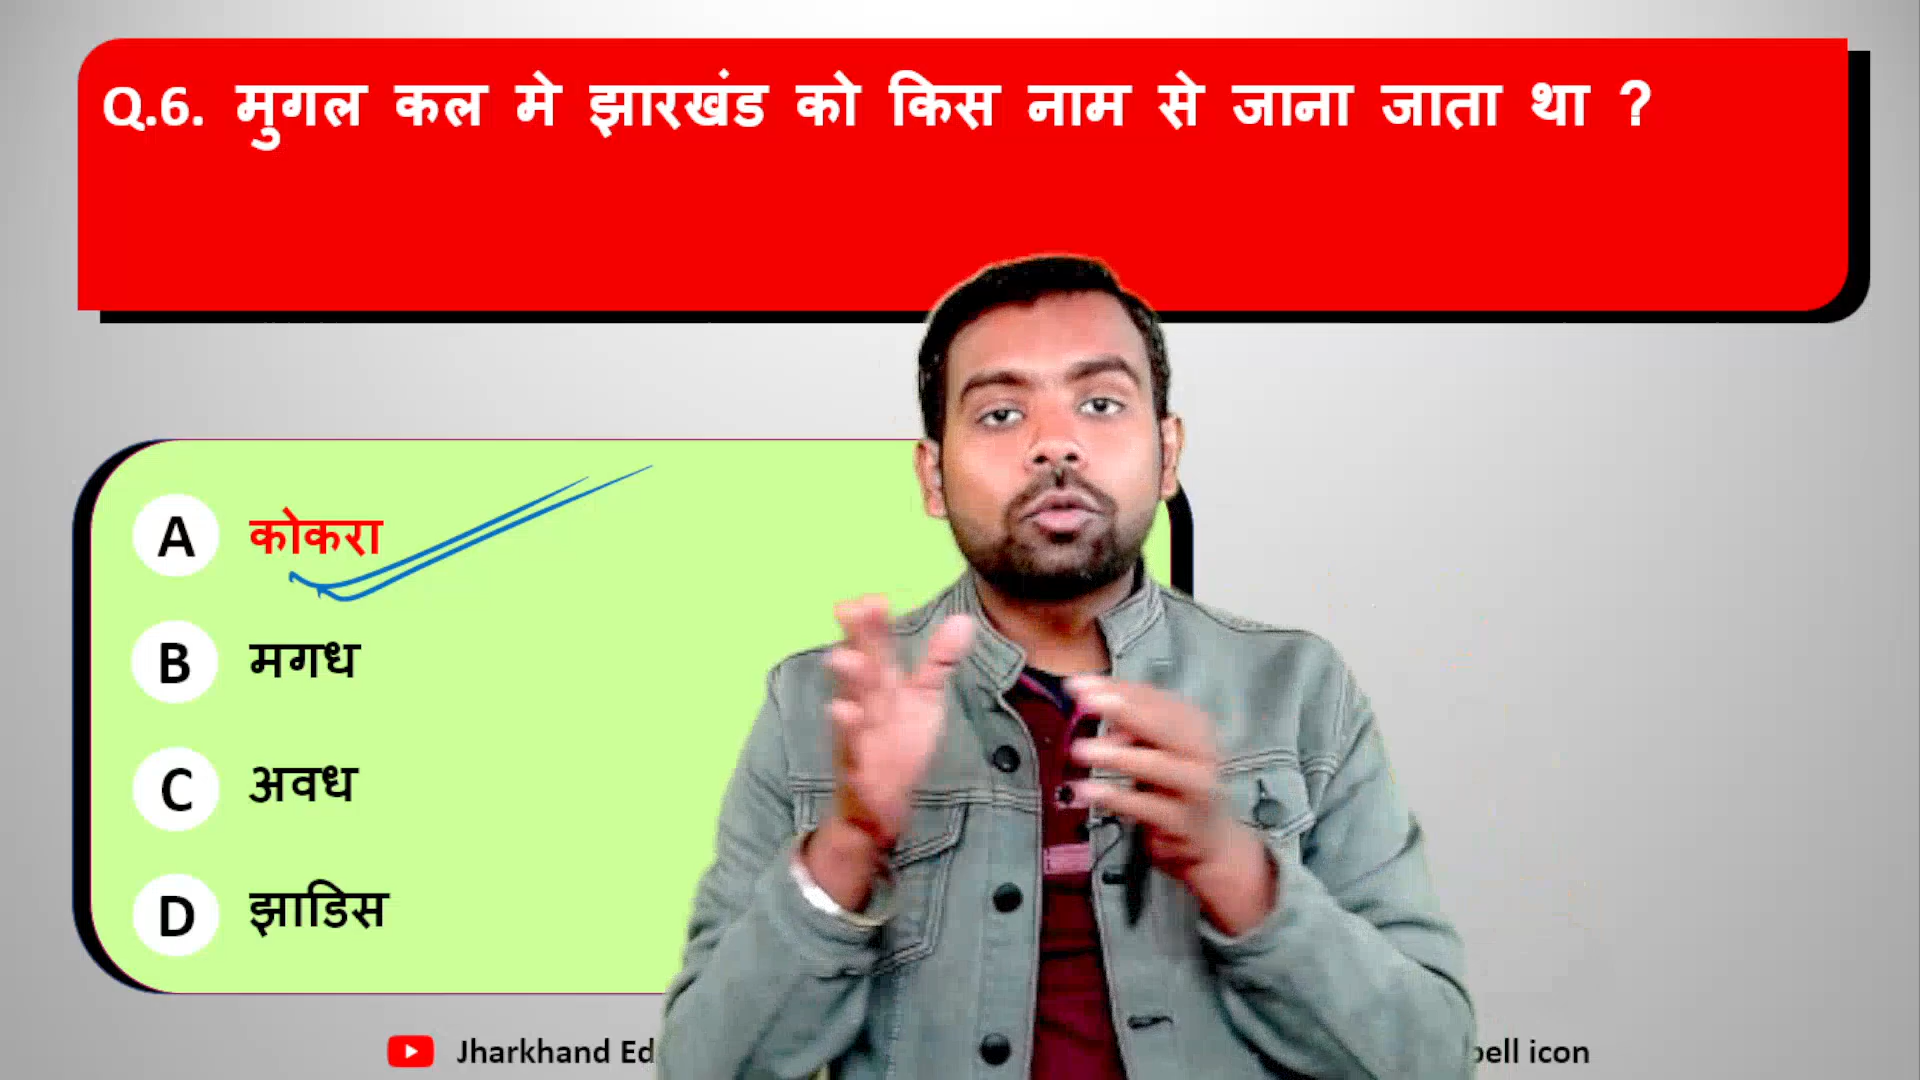 Q.6. मुगल कल मे झारखंड को किस नाम से जाना जाता था ?
A कोकरा
B मगध
C अवध
D झाडिस
Jharkhand Ed bell icon